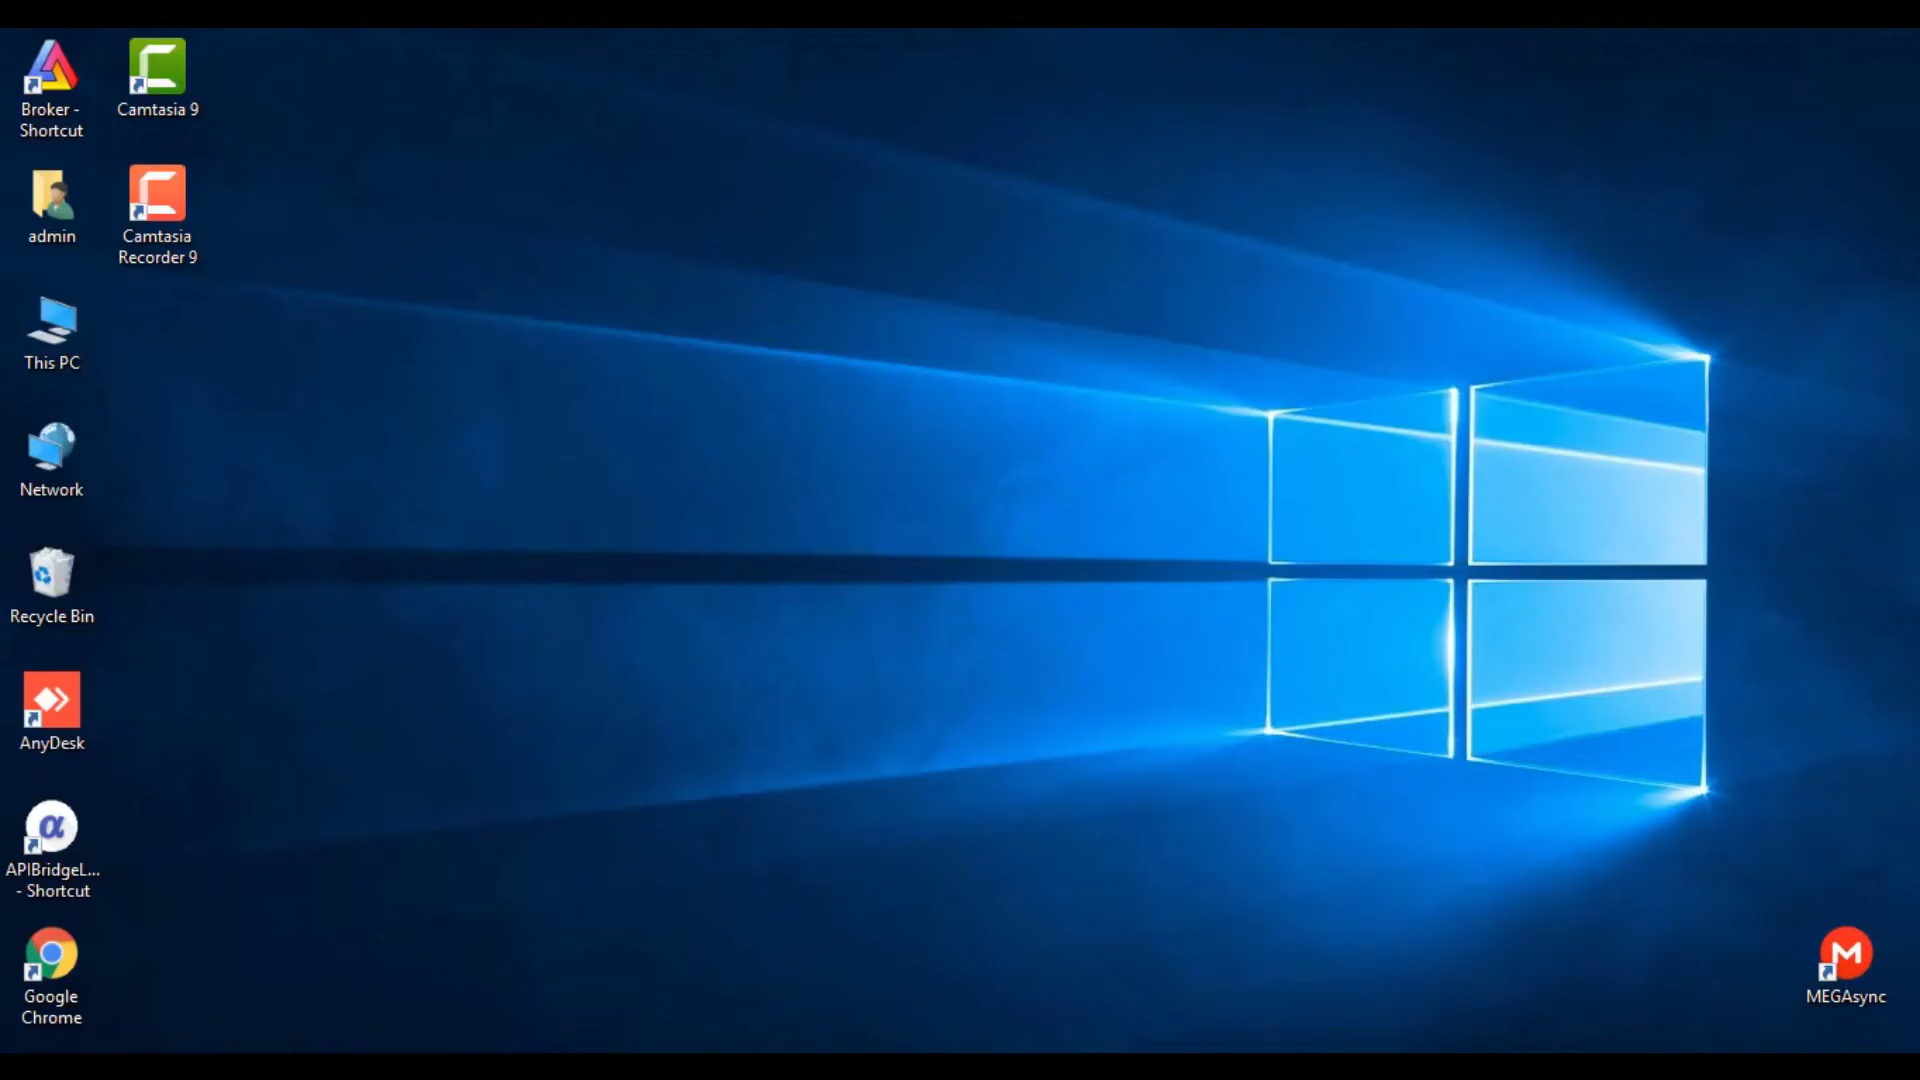 Broker -
Shortcut
Camtasia 9
admin
Camtasia
Recorder 9
This PC
Network
Recycle Bin
AnyDesk
α
APIBridgeL...
- Shortcut
Google
Chrome
M
MEGAsync